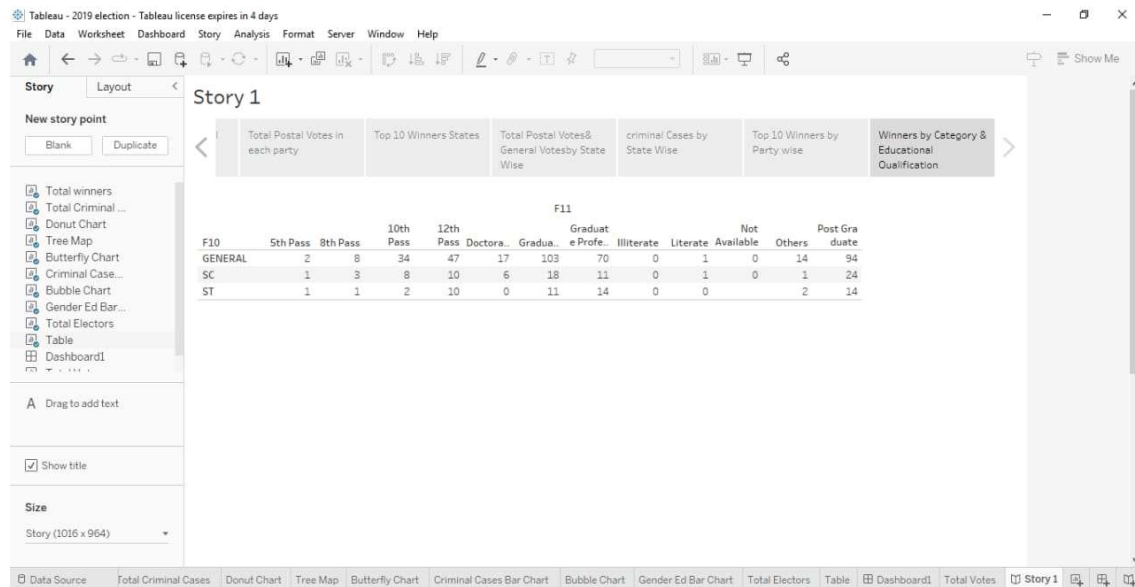 Tableau - 2019 election - Tableau license expires in 4 days
File Data Worksheet Dashboard Story Analysis Format Server Window Help
Show Me
Story Layout
Story 1
New story point
Blank Duplicate
Total Postal Votes in
each party
Top 10 Winners States
Total Postal Votes&
General Votesby State
Wise
criminal Cases by
State Wise
Top 10 Winners by
Party wise
Winners by Category &
Educational
Qualification
Total winners
Total Criminal ...
Donut Chart
Tree Map
Butterfly Chart
Criminal Case...
Bubble Chart
Gender Ed Bar...
Total Electors
Table
Dashboard1
F11
F10 5th Pass 8th Pass 10th Pass 12th Pass Doctora.. Gradua.. Graduat e Profe.. Illiterate Literate Not Available Others Post Gra duate
GENERAL 2 8 34 47 17 103 70 0 1 0 14 94
SC 1 3 8 10 6 18 11 0 1 0 1 24
ST 1 1 2 10 0 11 14 0 0 2 14
A Drag to add text
Show title
Size
Story (1016 x 964)
Data Source Total Criminal Cases Donut Chart Tree Map Butterfly Chart Criminal Cases Bar Chart Bubble Chart Gender Ed Bar Chart Total Electors Table Dashboard1 Total Votes Story 1